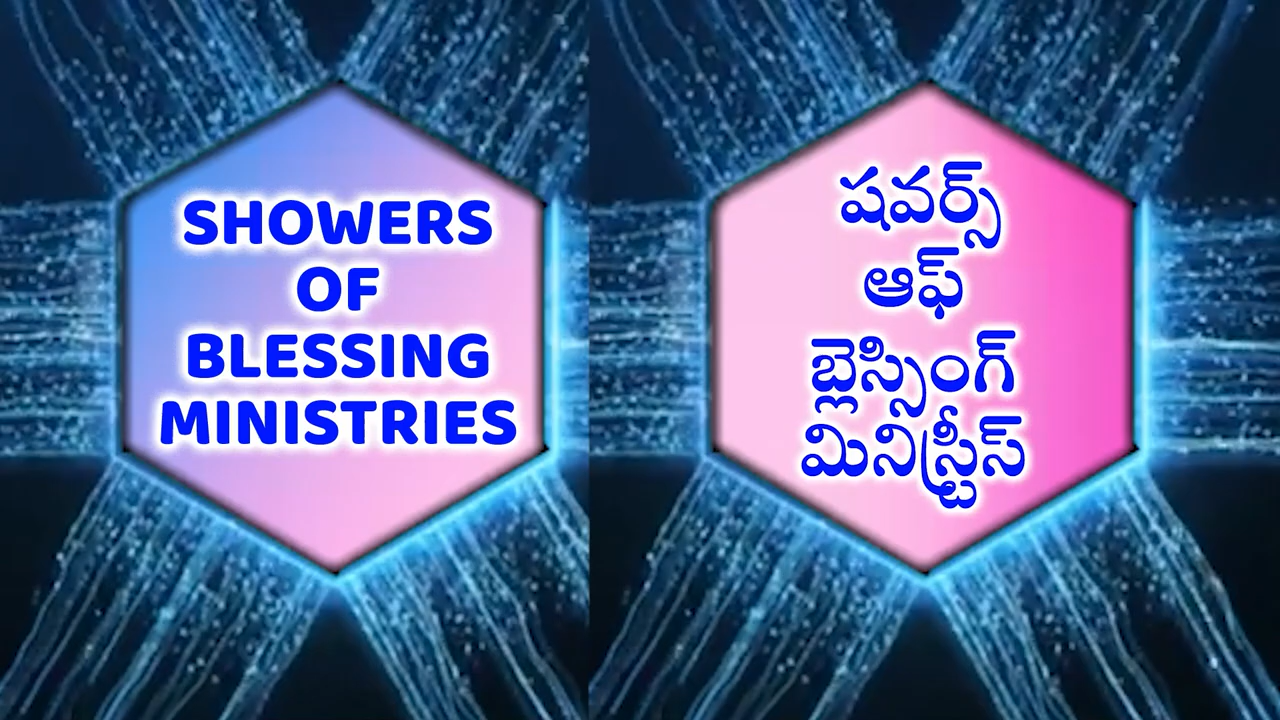 SHOWERS
OF
BLESSING
MINISTRIES
షవర్స్
ఆఫ్
బ్లెస్సింగ్
మినిస్ట్రీస్